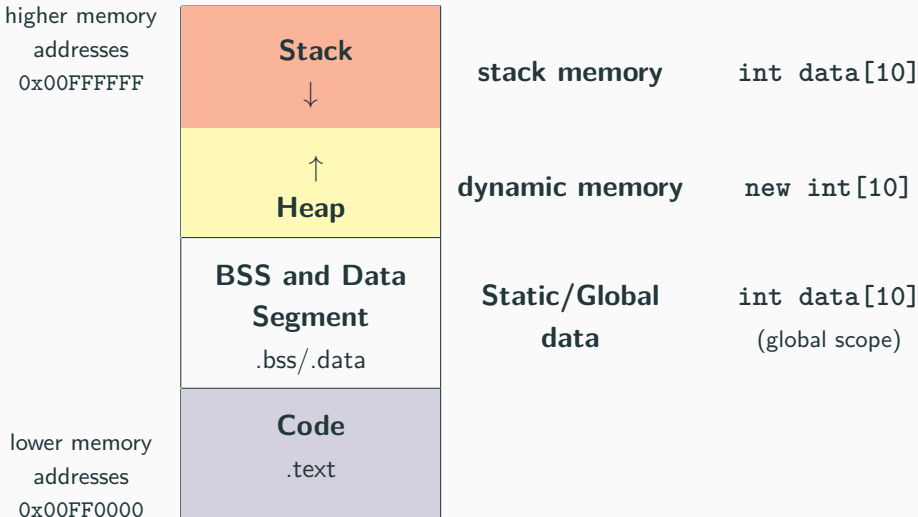 higher memory
addresses
0x00FFFFFF
Stack
↓
stack memory
int data[10]
↑
Heap
dynamic memory
new int[10]
BSS and Data
Segment
.bss/.data
Static/Global
data
int data[10]
(global scope)
Code
.text
lower memory
addresses
0x00FF0000